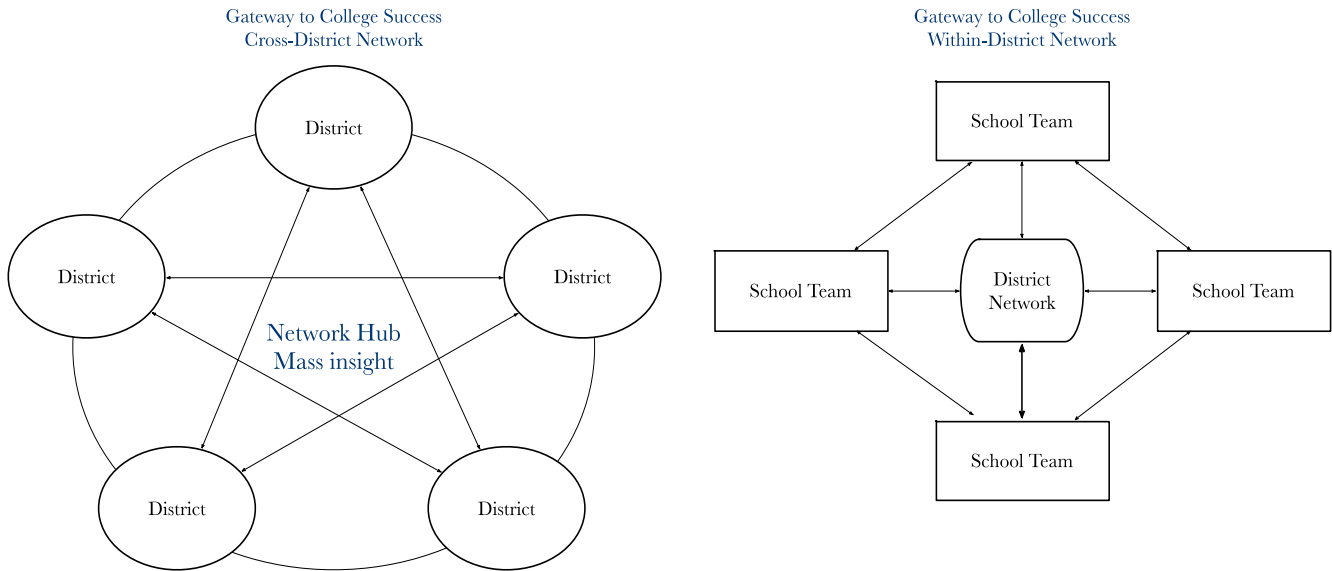 Gateway to College Success
Cross-District Network
District
District
District
Network Hub
Mass insight
District
District
Gateway to College Success
Within-District Network
School Team
School Team
District
Network
School Team
School Team